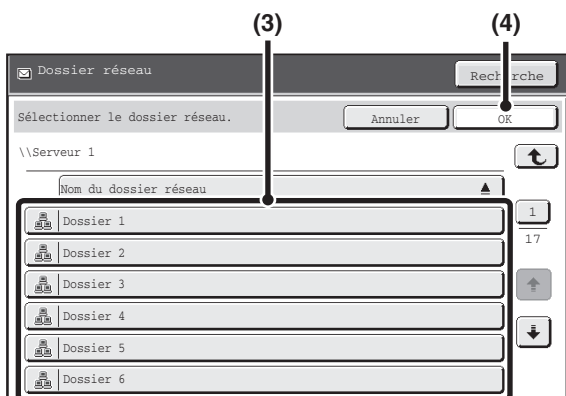 (3) (4)
Dossier réseau Recherche
Sélectionner le dossier réseau. Annuler OK
\\Serveur 1
Nom du dossier réseau
Dossier 1 1
17
Dossier 2
Dossier 3
Dossier 4
Dossier 5
Dossier 6